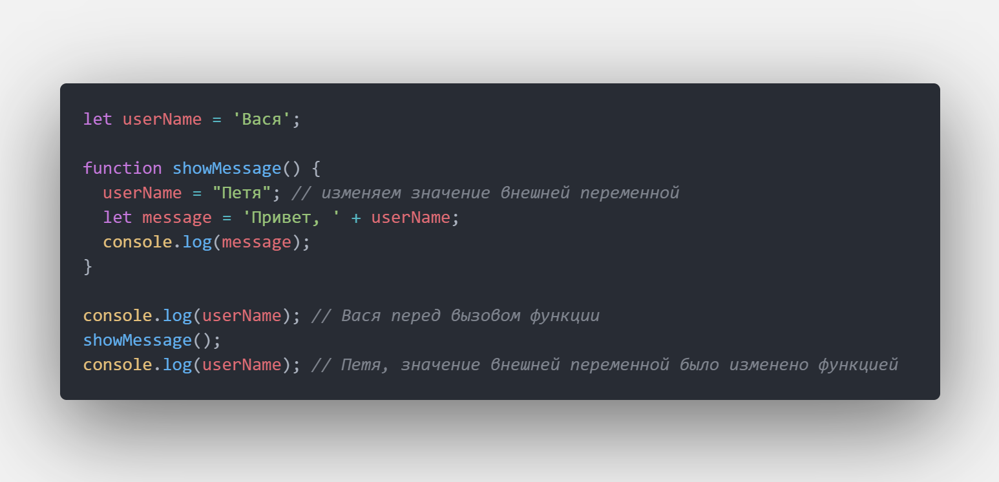 let userName = 'Вася';
function showMessage() {
userName = "Петя"; // изменяем значение внешней переменной
let message = 'Привет, ' + userName;
console.log(message);
}
console.log(userName); // Вася перед вызовом функции
showMessage();
console.log(userName); // Петя, значение внешней переменной было изменено функцией